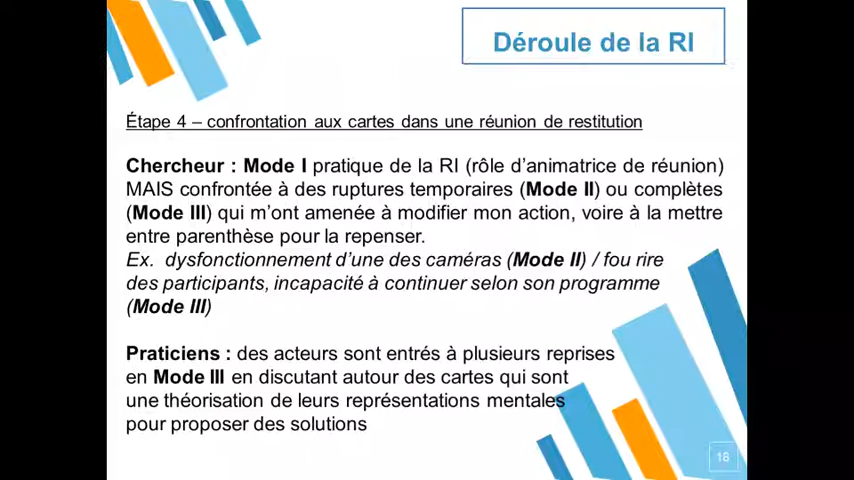 Déroule de la RI
Étape 4 – confrontation aux cartes dans une réunion de restitution
Chercheur : Mode I pratique de la RI (rôle d'animatrice de réunion)
MAIS confrontée à des ruptures temporaires (Mode II) ou complètes
(Mode III) qui m'ont amenée à modifier mon action, voire à la mettre
entre parenthèse pour la repenser.
Ex. dysfonctionnement d'une des caméras (Mode II) / fou rire
des participants, incapacité à continuer selon son programme
(Mode III)
Praticiens : des acteurs sont entrés à plusieurs reprises
en Mode III en discutant autour des cartes qui sont
une théorisation de leurs représentations mentales
pour proposer des solutions
18